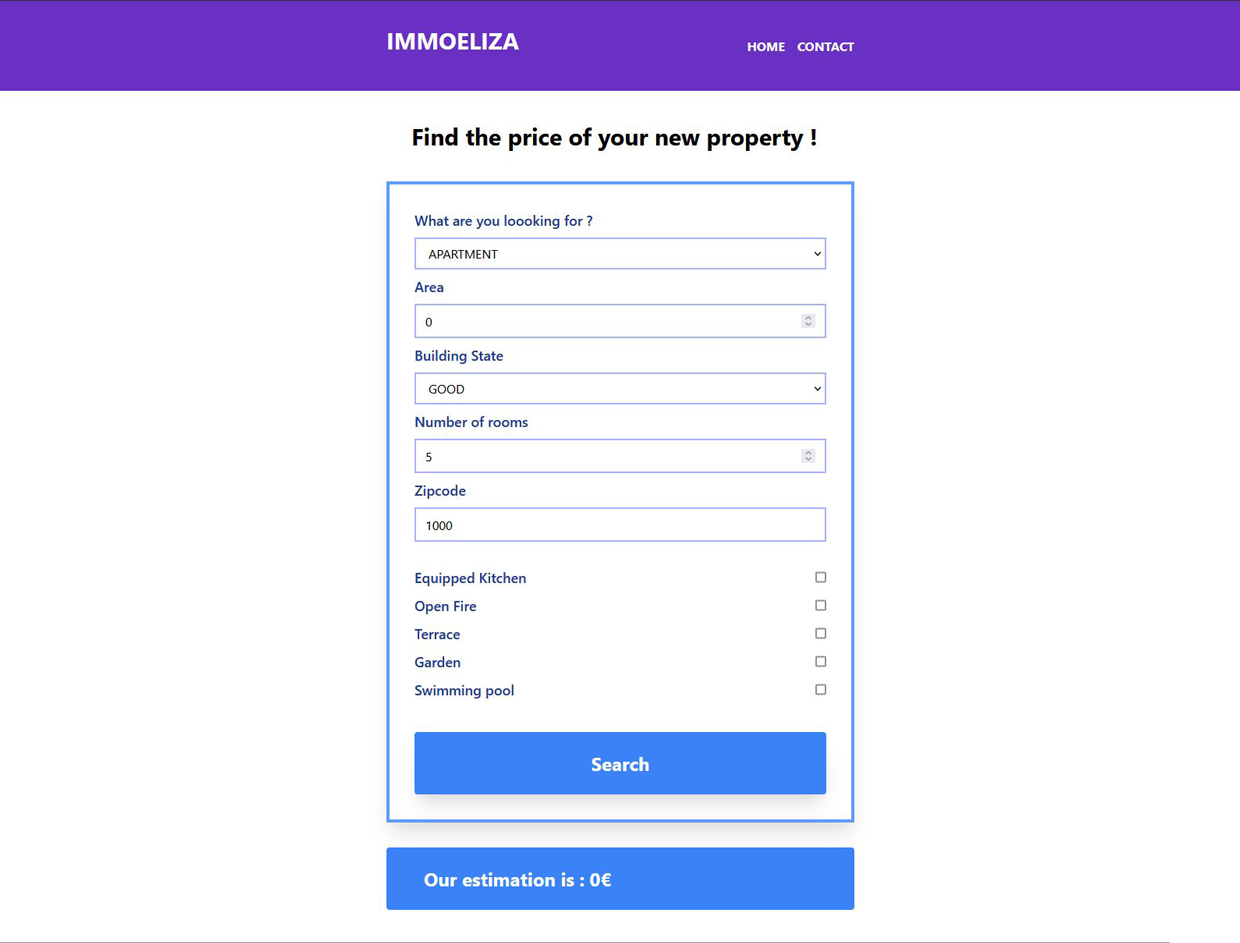 IMMOELIZA
HOME CONTACT
Find the price of your new property !
What are you loooking for ?
APARTMENT
Area
0
Building State
GOOD
Number of rooms
5
Zipcode
1000
Equipped Kitchen
Open Fire
Terrace
Garden
Swimming pool
Search
Our estimation is : 0€